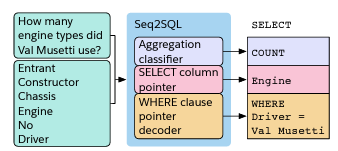 How many
engine types did
Val Musetti use?
Entrant
Constructor
Chassis
Engine
No
Driver
Seq2SQL
Aggregation
classifier
SELECT column
pointer
WHERE clause
pointer
decoder
SELECT
COUNT
Engine
WHERE
Driver =
Val Musetti